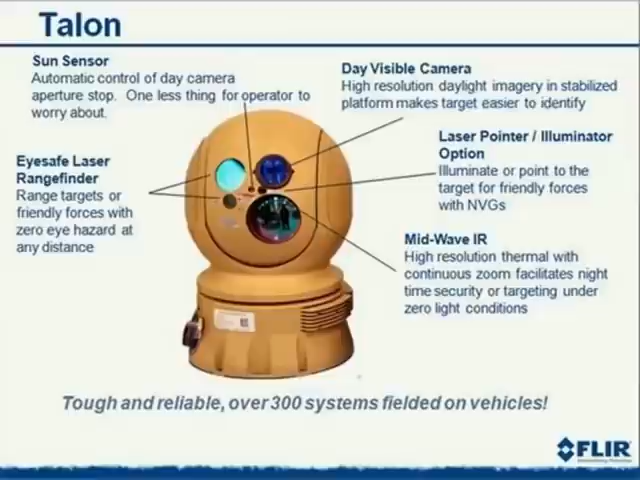 Talon
Sun Sensor
Automatic control of day camera
aperture stop. One less thing for operator to
worry about.
Day Visible Camera
High resolution daylight imagery in stabilized
platform makes target easier to identify
Laser Pointer / Illuminator
Option
Illuminate or point to the
target for friendly forces
with NVGs
Eyesafe Laser
Rangefinder
Range targets or
friendly forces with
zero eye hazard at
any distance
Mid-Wave IR
High resolution thermal with
continuous zoom facilitates night
time security or targeting under
zero light conditions
Tough and reliable, over 300 systems fielded on vehicles!
FLIR